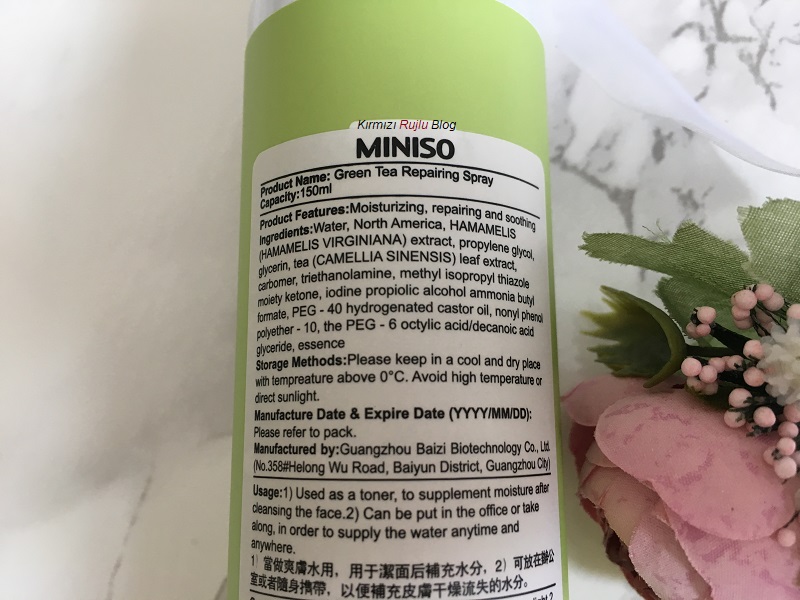 Kırmızı Rujlu Blog
MINISO
Product Name: Green Tea Repairing Spray
Capacity:150ml
Product Features:Moisturizing, repairing and soothing
Ingredients:Water, North America, HAMAMELIS
(HAMAMELIS VIRGINIANA) extract, propylene glycol,
glycerin, tea (CAMELLIA SINENSIS) leaf extract,
carbomer, triethanolamine, methyl isopropyl thiazole
moiety ketone, iodine propiolic alcohol ammonia butyl
formate, PEG - 40 hydrogenated castor oil, nonyl phenol
polyether - 10, the PEG - 6 octylic acid/decanoic acid
glyceride, essence
Storage Methods:Please keep in a cool and dry place
with tempreature above 0°C. Avoid high temperature or
direct sunlight.
Manufacture Date & Expire Date (YYYY/MM/DD):
Please refer to pack.
Manufactured by:Guangzhou Baizi Biotechnology Co., Ltd.
(No.358#Helong Wu Road, Baiyun District, Guangzhou City)
Usage:1) Used as a toner, to supplement moisture after
cleansing the face.2) Can be put in the office or take
along, in order to supply the water anytime and
anywhere.
1) 當做爽膚水用，用于潔面后補充水分，2) 可放在辦公
室或者隨身攜帶，以便補充皮膚干燥流失的水分。